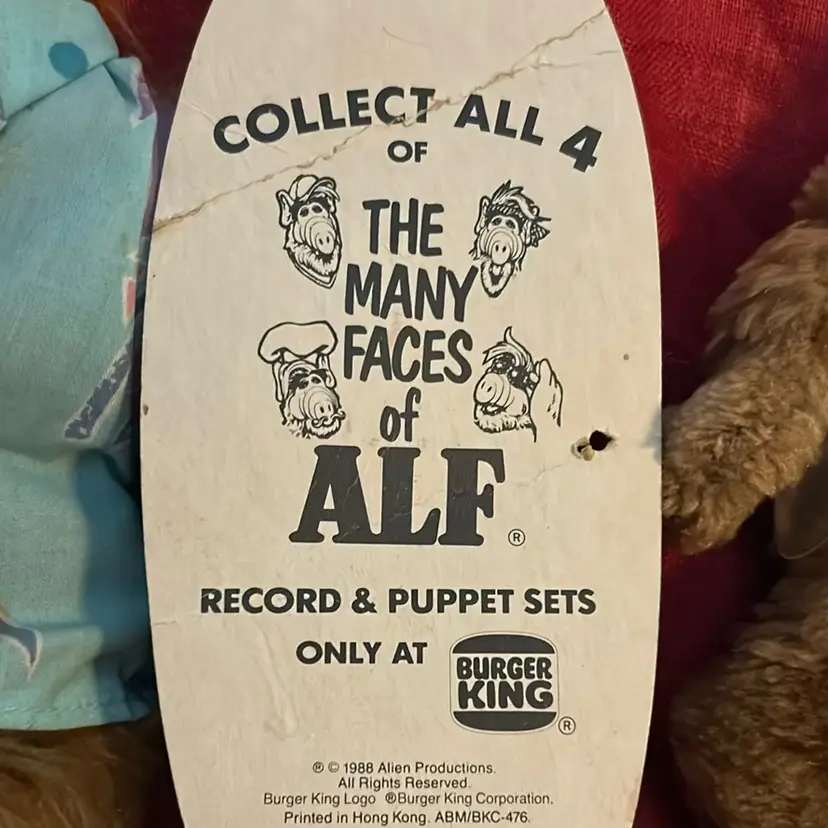 COLLECT ALL 4
OF
THE
MANY
FACES
of
ALF®
RECORD & PUPPET SETS
ONLY AT BURGER KING®
® © 1988 Alien Productions.
All Rights Reserved.
Burger King Logo ®Burger King Corporation.
Printed in Hong Kong. ABM/BKC-476.